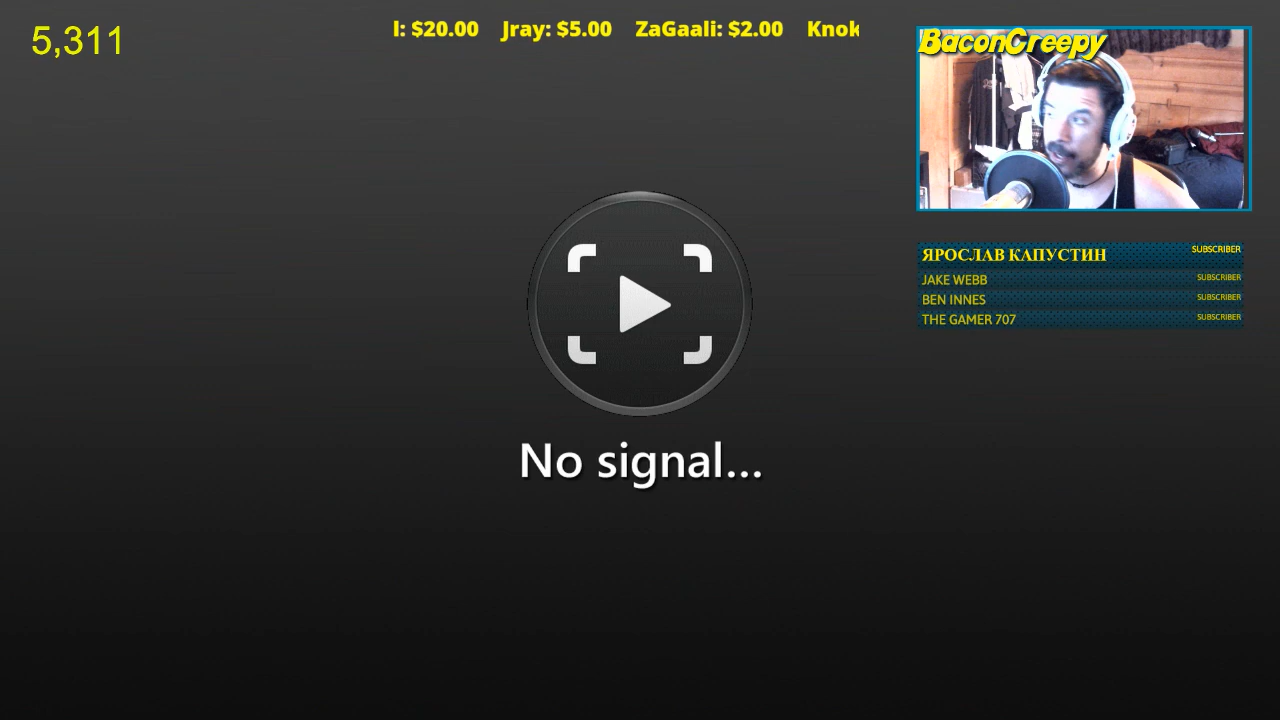 5,311
l: $20.00 Jray: $5.00 ZaGaali: $2.00 Knok
BaconCreepy
ЯРОСЛАВ КАПУСТИН SUBSCRIBER
JAKE WEBB SUBSCRIBER
BEN INNES SUBSCRIBER
THE GAMER 707 SUBSCRIBER
No signal...